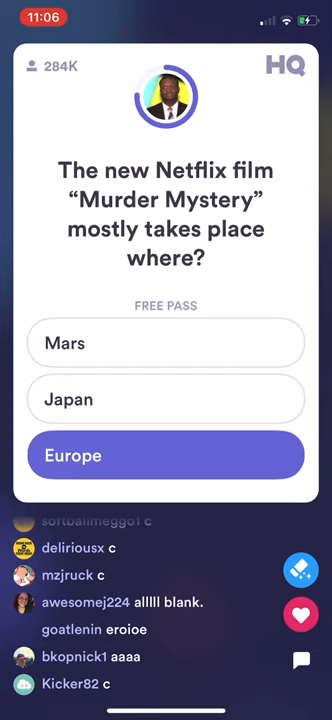 11:06
284K
HQ
The new Netflix film
“Murder Mystery”
mostly takes place
where?
FREE PASS
Mars
Japan
Europe
softballmeggo1 c
deliriousx c
mzjruck c
awesomej224 alllll blank.
goatlenin eroioe
bkopnick1 aaaa
Kicker82 c